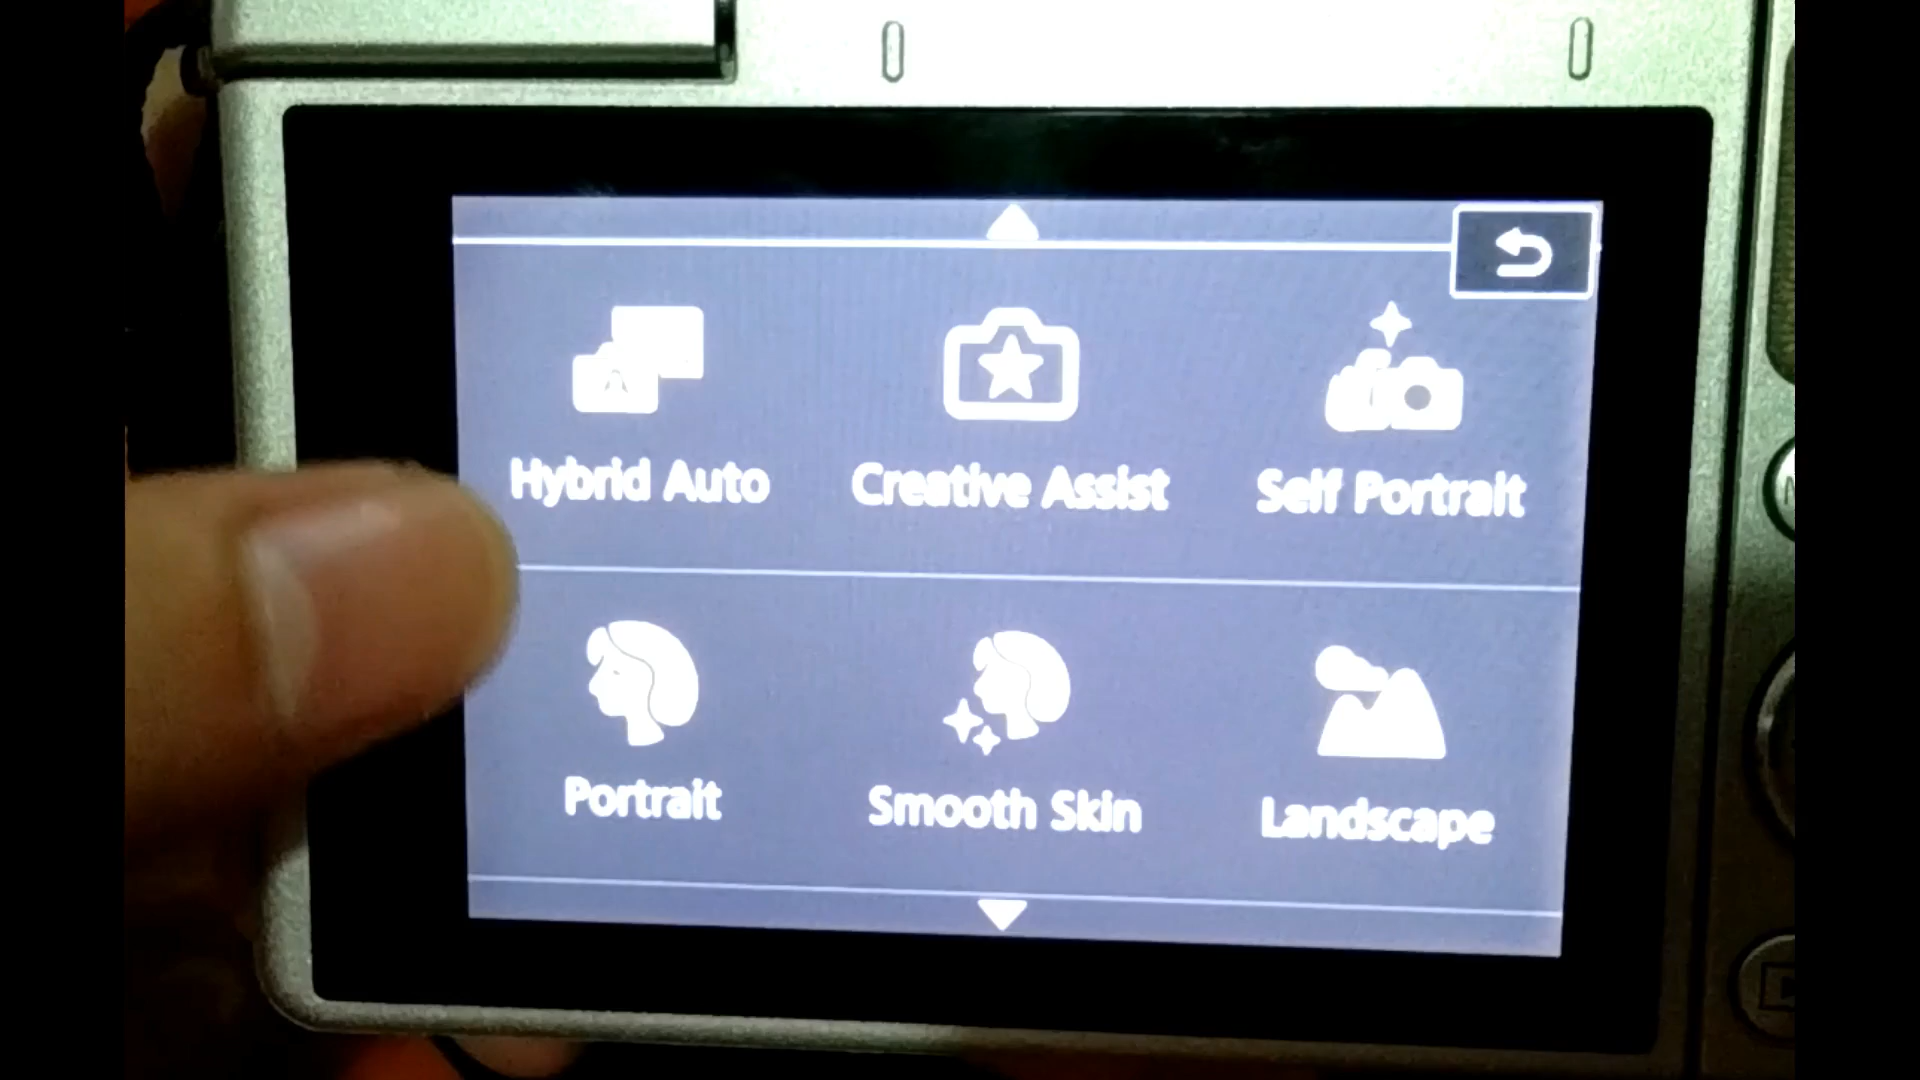 Hybrid Auto
Creative Assist
Self Portrait
Portrait
Smooth Skin
Landscape